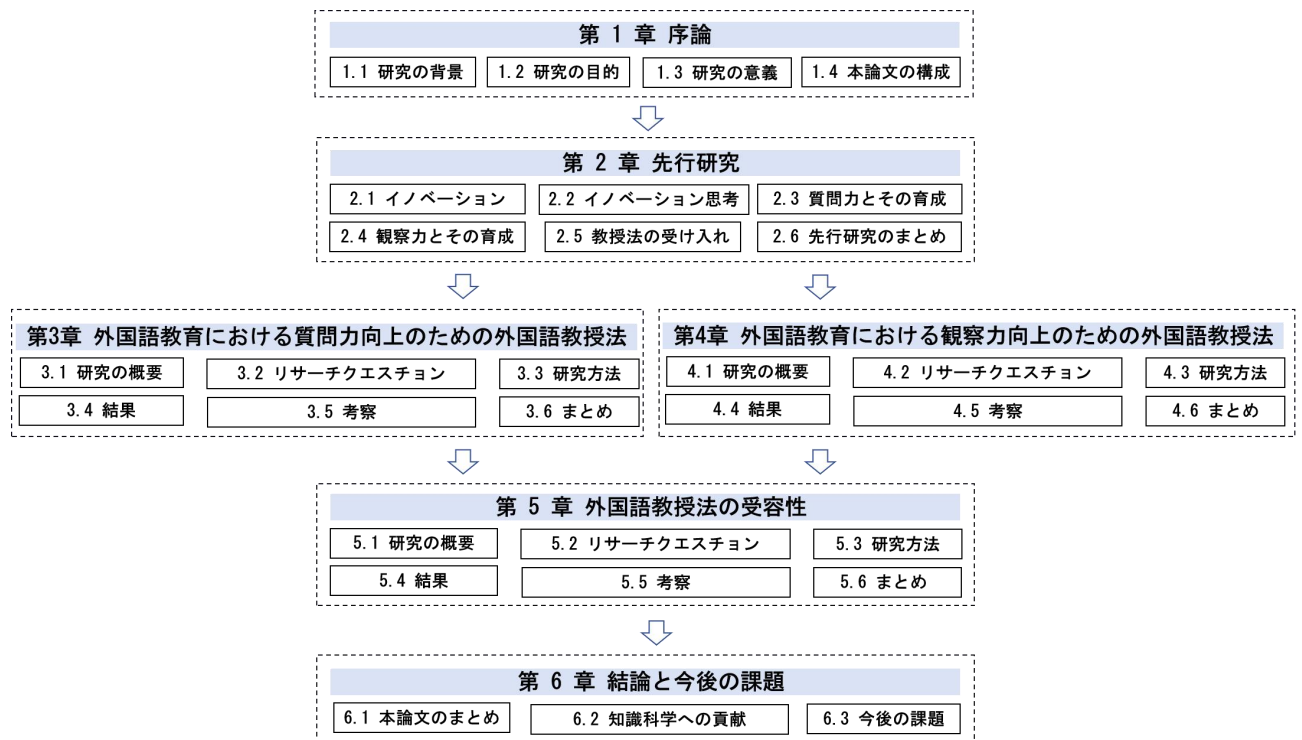 第 1 章 序論
1.1 研究の背景
1.2 研究の目的
1.3 研究の意義
1.4 本論文の構成
第 2 章 先行研究
2.1 イノベーション
2.2 イノベーション思考
2.3 質問力とその育成
2.4 観察力とその育成
2.5 教授法の受け入れ
2.6 先行研究のまとめ
第3章 外国語教育における質問力向上のための外国語教授法
3.1 研究の概要
3.2 リサーチクエスチョン
3.3 研究方法
3.4 結果
3.5 考察
3.6 まとめ
第4章 外国語教育における観察力向上のための外国語教授法
4.1 研究の概要
4.2 リサーチクエスチョン
4.3 研究方法
4.4 結果
4.5 考察
4.6 まとめ
第 5 章 外国語教授法の受容性
5.1 研究の概要
5.2 リサーチクエスチョン
5.3 研究方法
5.4 結果
5.5 考察
5.6 まとめ
第 6 章 結論と今後の課題
6.1 本論文のまとめ
6.2 知識科学への貢献
6.3 今後の課題